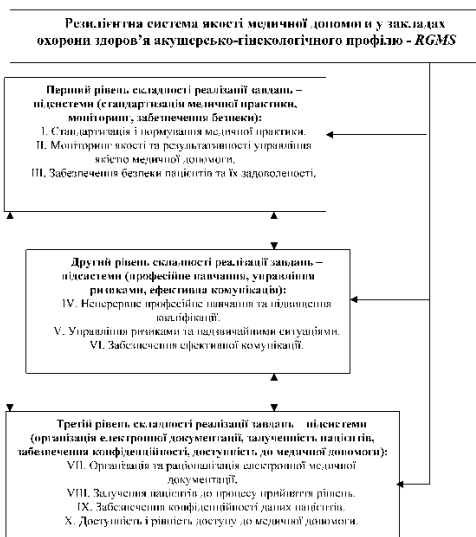 Резилієнтна система якості медичної допомоги у закладах
охорони здоров’я акушерсько-гінекологічного профілю - RGMS
Перший рівень складності реалізації завдань –
підсистеми (стандартизація медичної практики,
моніторинг, забезпечення безпеки):
I. Стандартизація і нормування медичної практики.
II. Моніторинг якості та результативності управління
якістю медичної допомоги.
III. Забезпечення безпеки пацієнтів та їх задоволеності.
Другий рівень складності реалізації завдань –
підсистеми (професійне навчання, управління
ризиками, ефективна комунікація):
IV. Неперервне професійне навчання та підвищення
кваліфікації.
V. Управління ризиками та надзвичайними ситуаціями.
VI. Забезпечення ефективної комунікації.
Третій рівень складності реалізації завдань – підсистеми
(організація електронної документації, залученність пацієнтів,
забезпечення конфіденційності, доступність до медичної допомоги):
VII. Організація та раціоналізація електронної медичної
документації.
VIII. Залучення пацієнтів до процесу прийняття рішень.
IX. Забезпечення конфіденційності даних пацієнтів.
X. Доступність і рівність доступу до медичної допомоги.